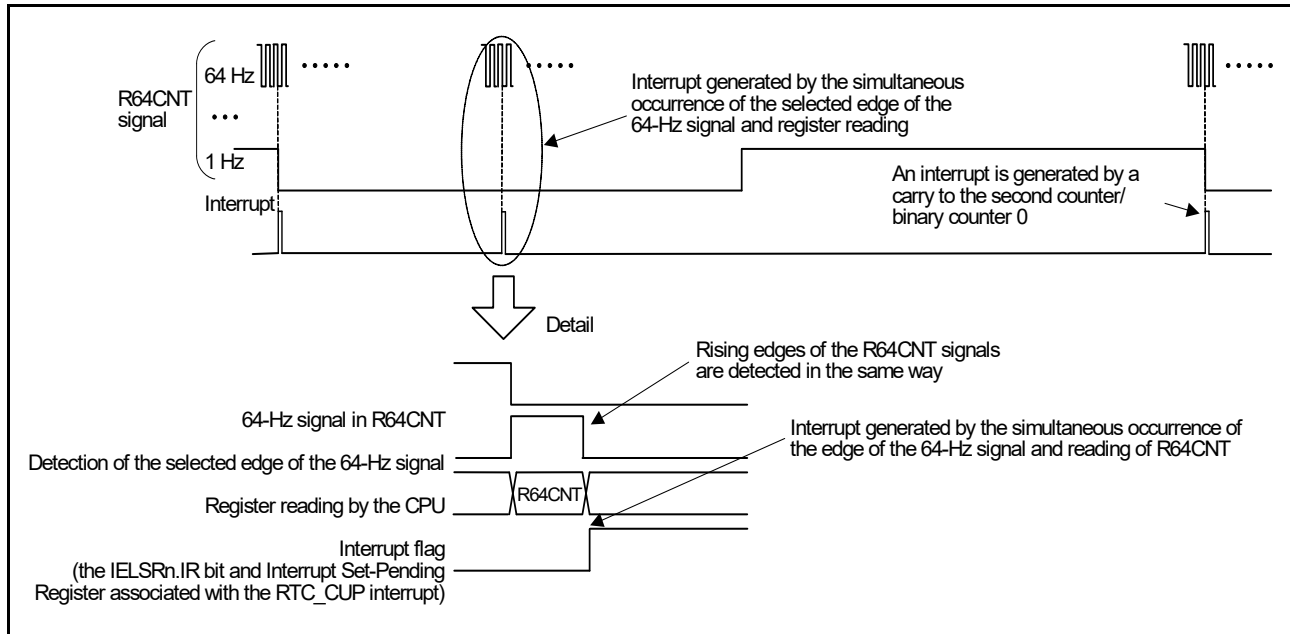 64 Hz
R64CNT
signal
1 Hz
Interrupt
Interrupt generated by the simultaneous
occurrence of the selected edge of the
64-Hz signal and register reading
An interrupt is generated by a
carry to the second counter/
binary counter 0
Detail
Rising edges of the R64CNT signals
are detected in the same way
64-Hz signal in R64CNT
Interrupt generated by the simultaneous occurrence of
the edge of the 64-Hz signal and reading of R64CNT
Detection of the selected edge of the 64-Hz signal
R64CNT
Register reading by the CPU
Interrupt flag
(the IELSRn.IR bit and Interrupt Set-Pending
Register associated with the RTC_CUP interrupt)